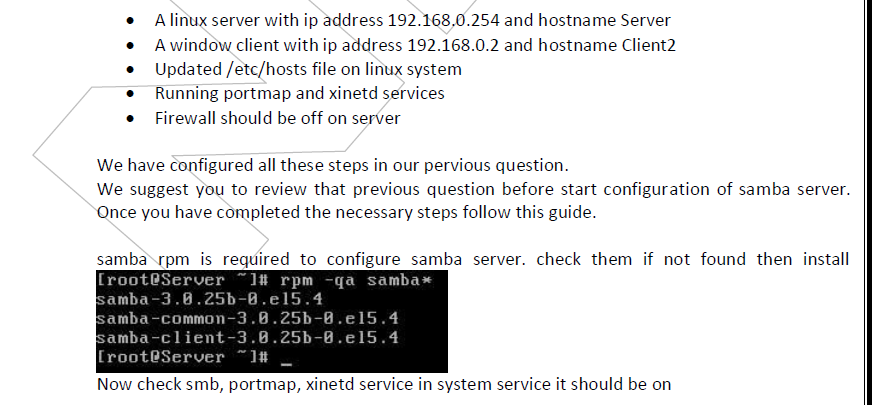 • A linux server with ip address 192.168.0.254 and hostname Server
• A window client with ip address 192.168.0.2 and hostname Client2
• Updated /etc/hosts file on linux system
• Running portmap and xinetd services
• Firewall should be off on server
We have configured all these steps in our pervious question.
We suggest you to review that previous question before start configuration of samba server.
Once you have completed the necessary steps follow this guide.
samba rpm is required to configure samba server. check them if not found then install
[root@Server ~]# rpm -qa samba*
samba-3.0.25b-0.el5.4
samba-common-3.0.25b-0.el5.4
samba-client-3.0.25b-0.el5.4
[root@Server ~]# _
Now check smb, portmap, xinetd service in system service it should be on